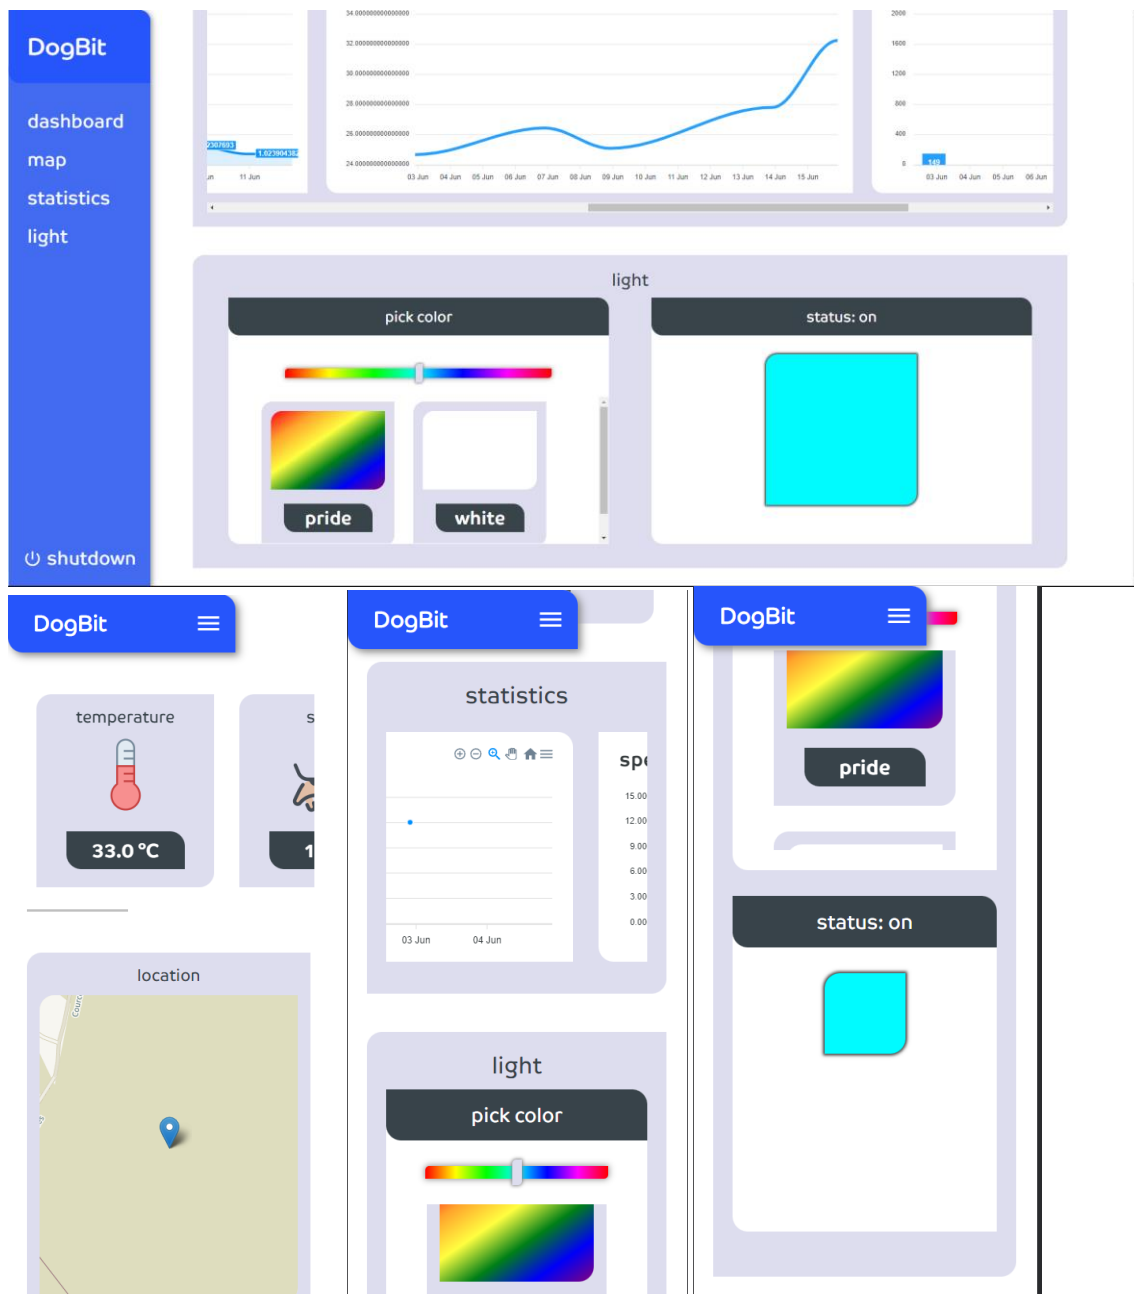 DogBit
dashboard
map
statistics
light
shutdown
2307693
1.023904382
11 Jun
34.000000000000000
32.000000000000000
30.000000000000000
28.000000000000000
26.000000000000000
24.000000000000000
03 Jun 04 Jun 05 Jun 06 Jun 07 Jun 08 Jun 09 Jun 10 Jun 11 Jun 12 Jun 13 Jun 14 Jun 15 Jun
2000
1600
1200
800
400
0
149
03 Jun 04 Jun 05 Jun 06 Jun
light
pick color
status: on
pride
white
DogBit
temperature
33.0 °C
s
1
location
DogBit
statistics
03 Jun 04 Jun
spe
15.00
12.00
9.00
6.00
3.00
0.00
light
pick color
DogBit
pride
status: on